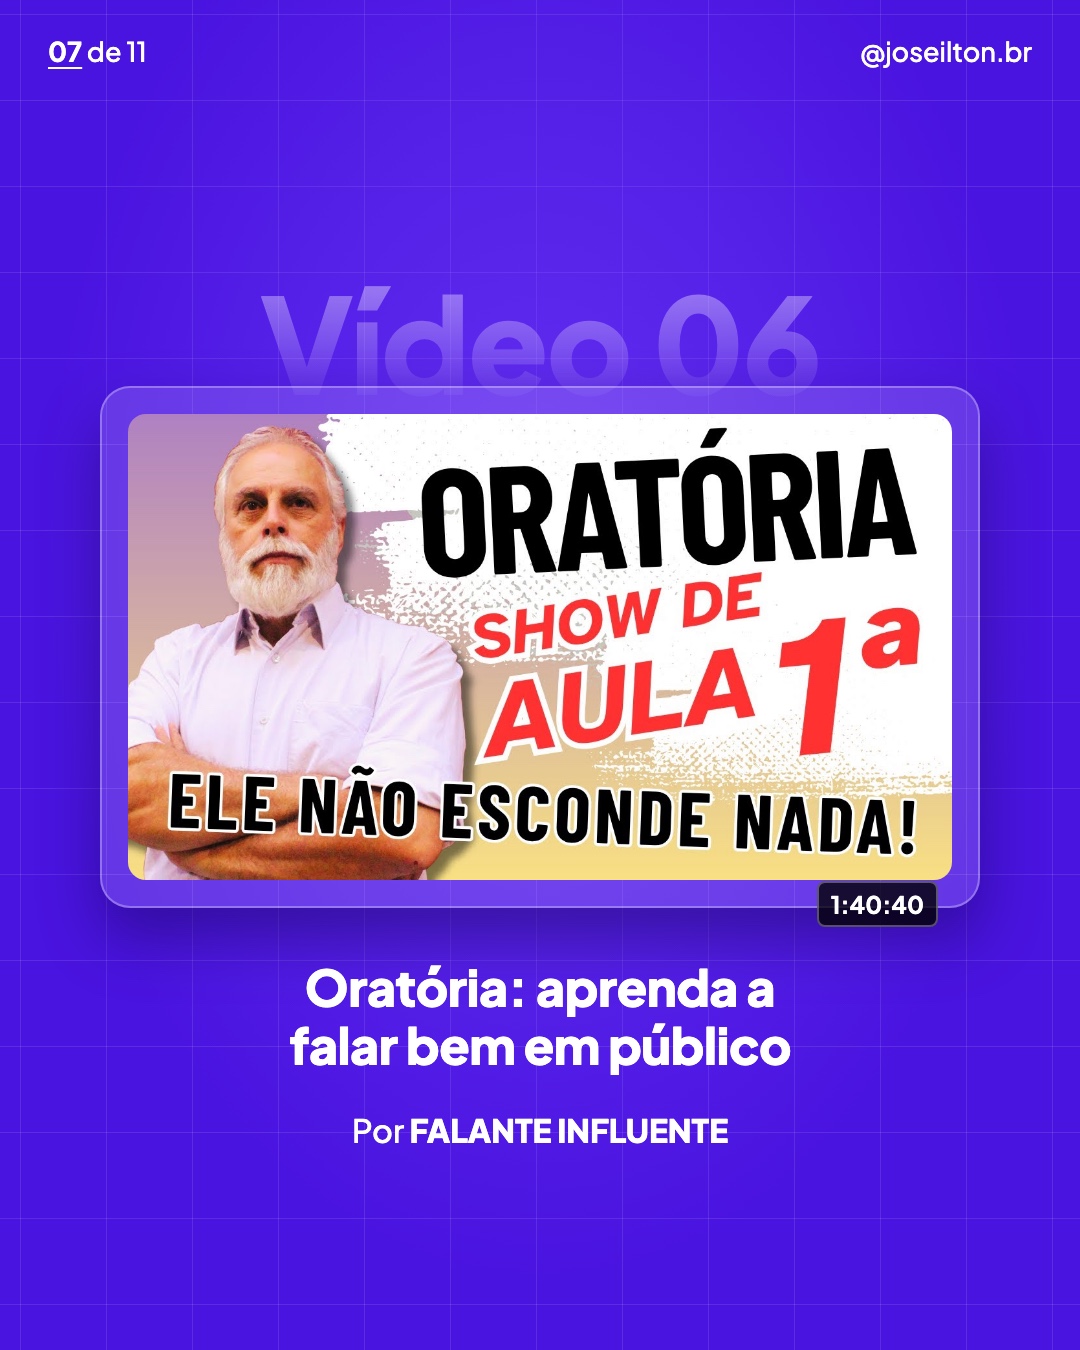 07 de 11
@joseilton.br
Vídeo 06
ORATÓRIA
SHOW DE
AULA 1ª
ELE NÃO ESCONDE NADA!
1:40:40
Oratória: aprenda a
falar bem em público
Por FALANTE INFLUENTE